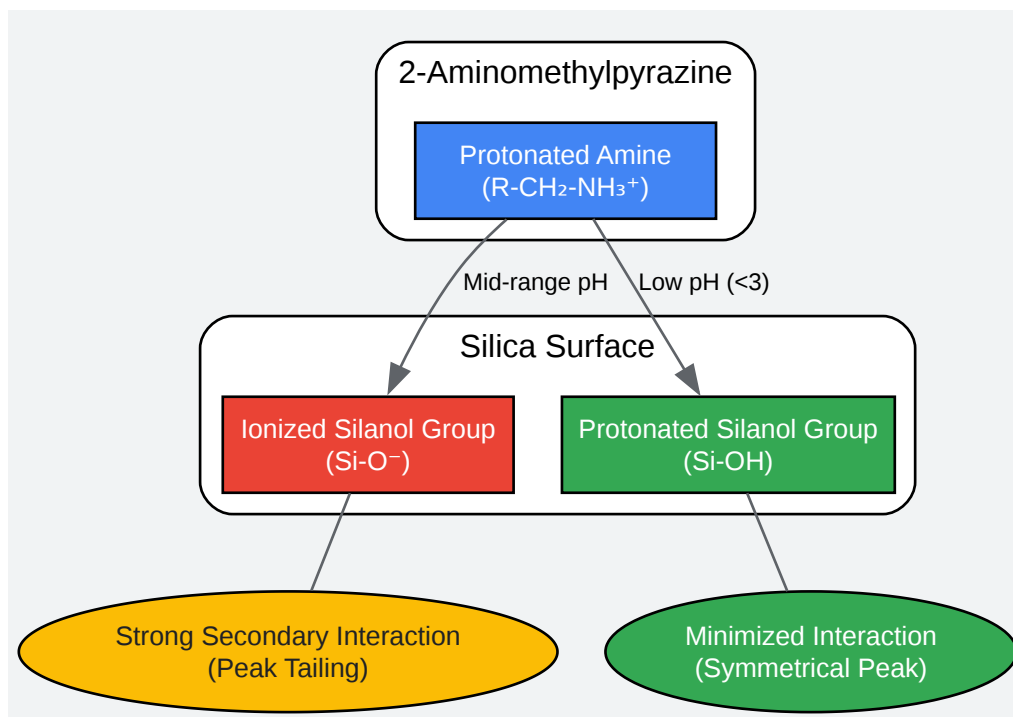 2-Aminomethylpyrazine
Protonated Amine
(R-CH₂-NH₃⁺)
Mid-range pH
Low pH (<3)
Silica Surface
Ionized Silanol Group
(Si-O⁻)
Protonated Silanol Group
(Si-OH)
Strong Secondary Interaction
(Peak Tailing)
Minimized Interaction
(Symmetrical Peak)